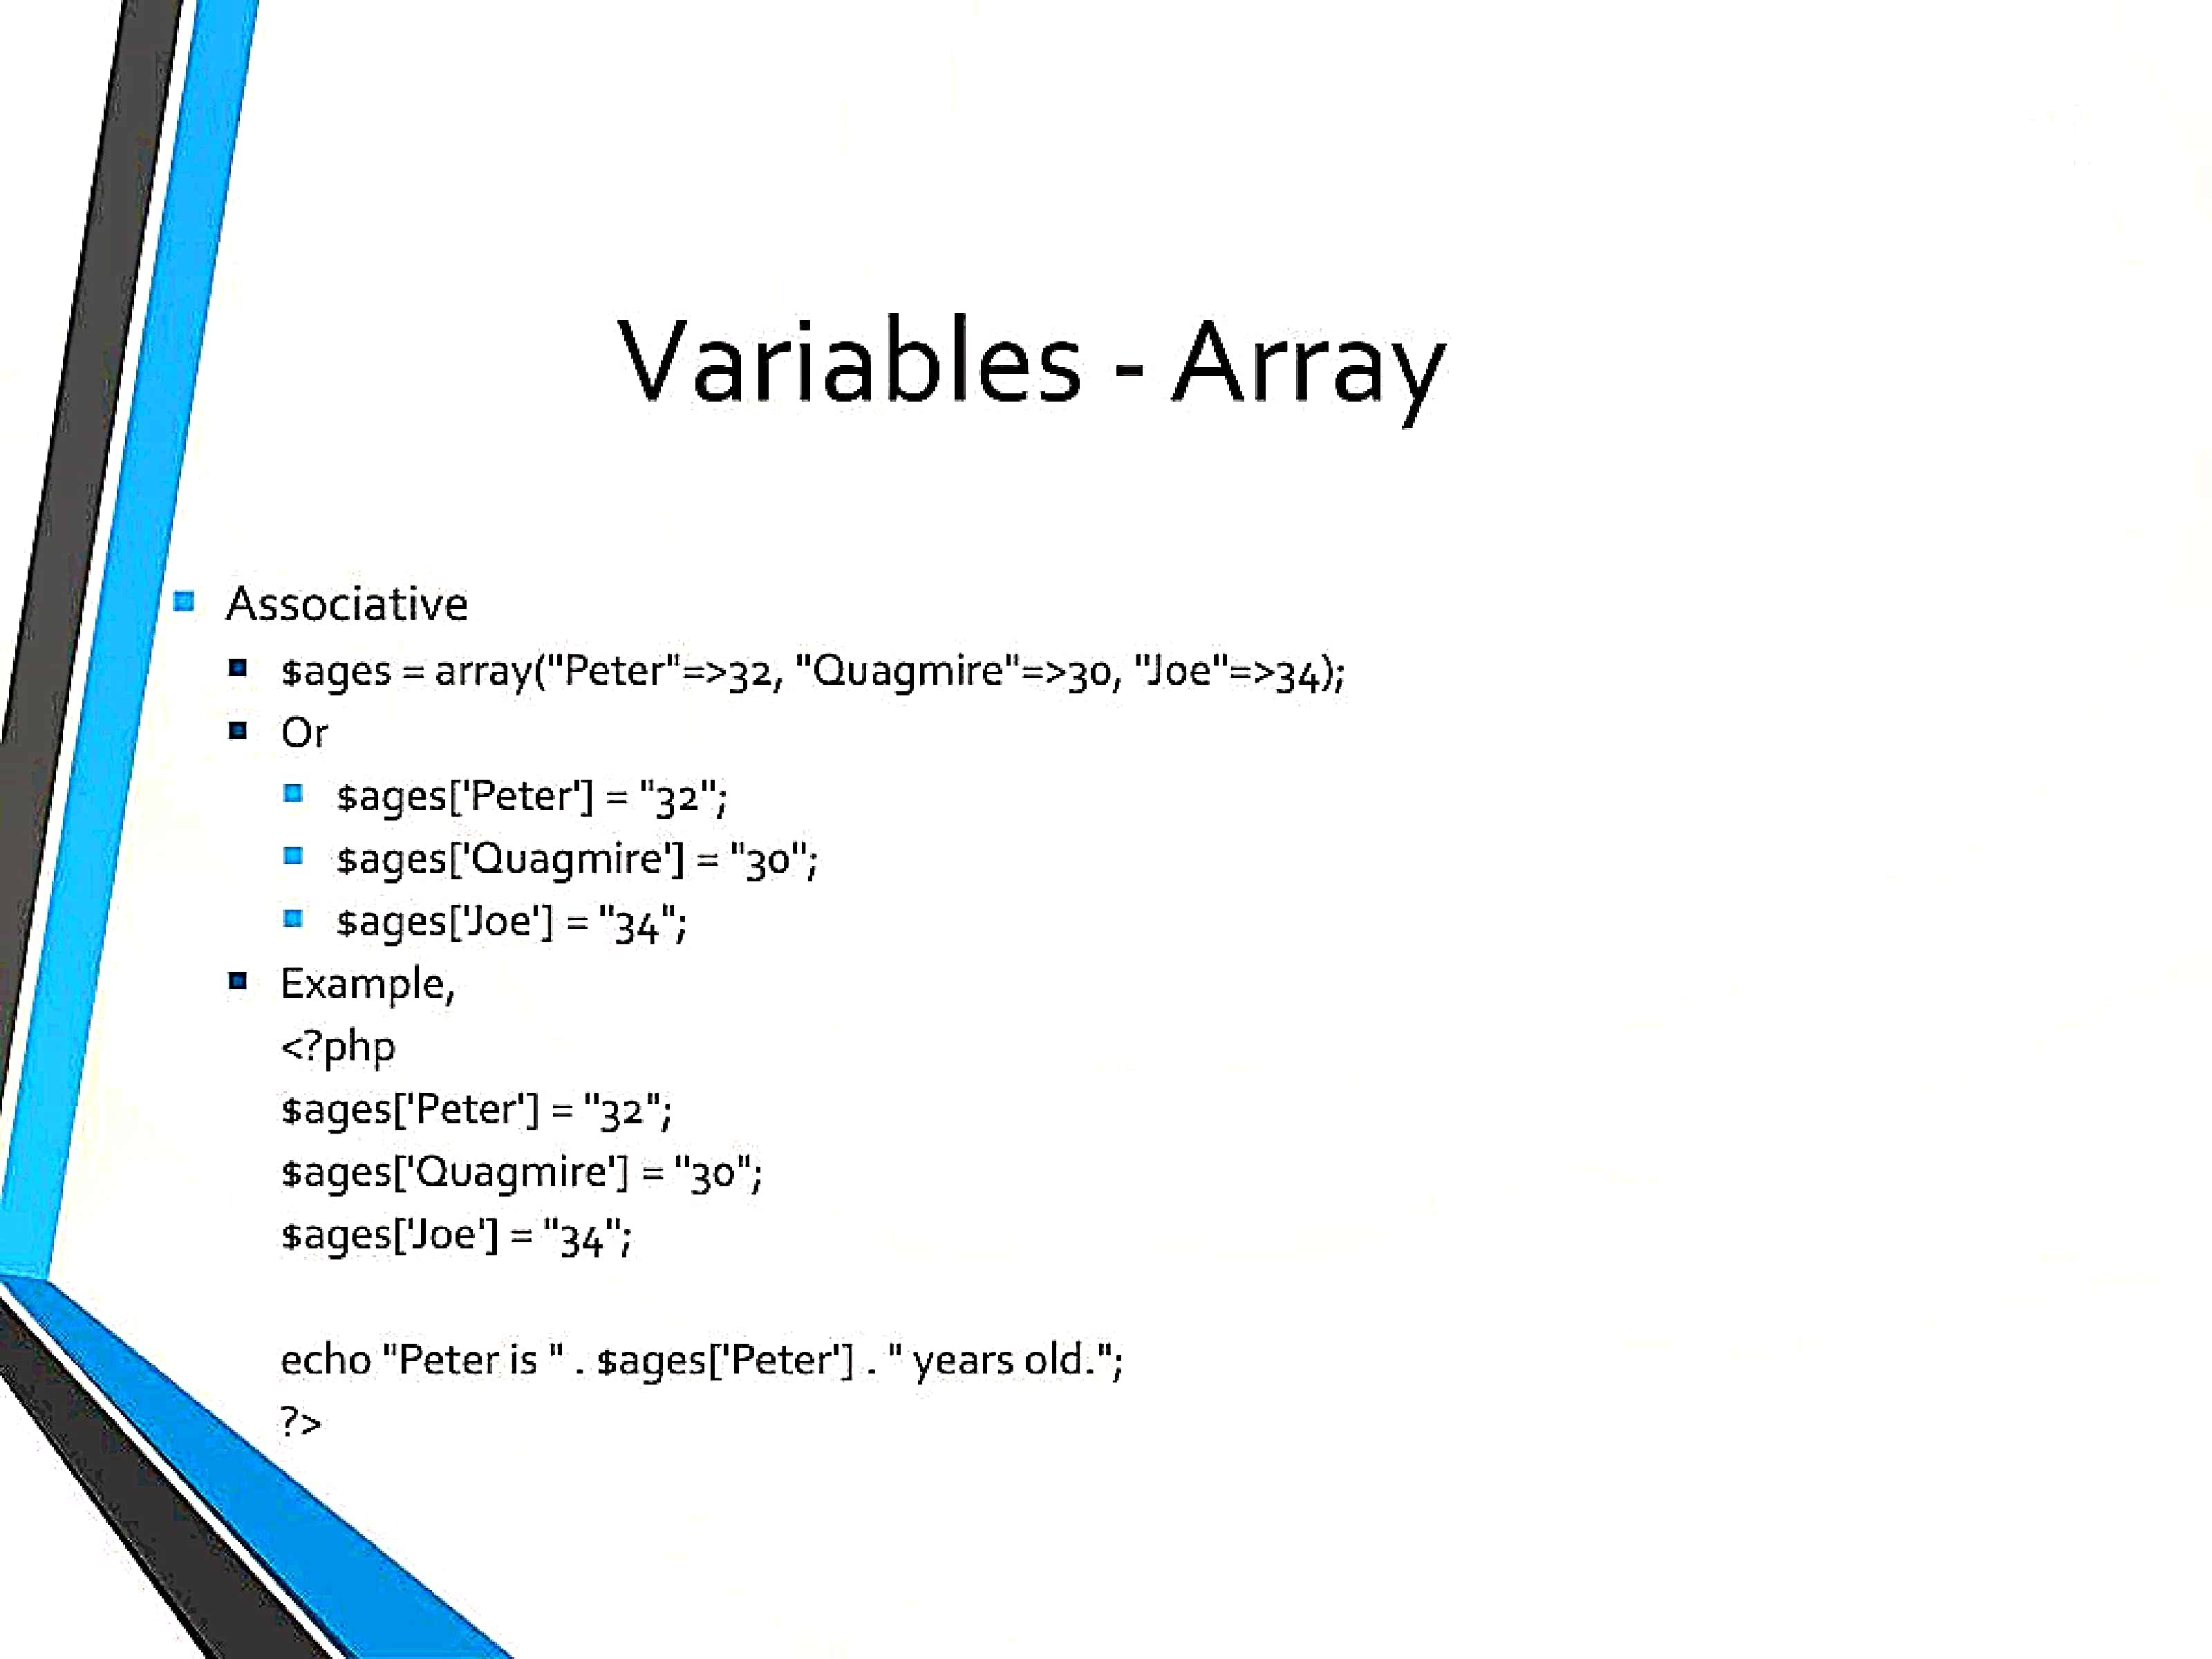 Variables - Array
Associative
$ages = array("Peter"=>32, "Quagmire"=>30, "Joe"=>34);
Or
$ages['Peter'] = "32";
$ages['Quagmire'] = "30";
$ages['Joe'] = "34";
Example,
<?php
$ages['Peter'] = "32";
$ages['Quagmire'] = "30";
$ages['Joe'] = "34";
echo "Peter is " . $ages['Peter'] . " years old.";
?>